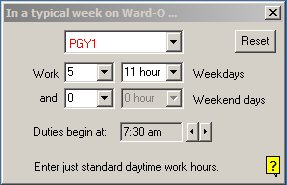 In a typical week on Ward-O ...
PGY1
Reset
Work 5 11 hour Weekdays
and 0 0 hour Weekend days
Duties begin at: 7:30 am
Enter just standard daytime work hours.
?